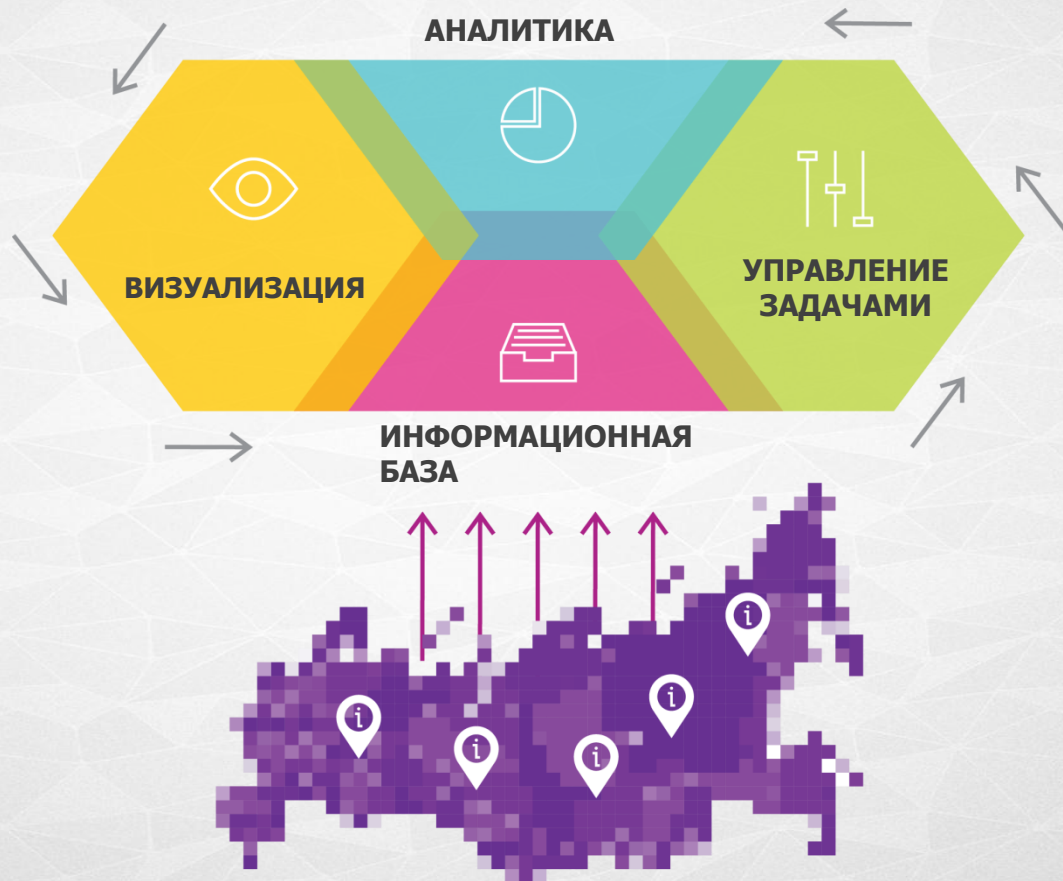 АНАЛИТИКА
ВИЗУАЛИЗАЦИЯ
УПРАВЛЕНИЕ
ЗАДАЧАМИ
ИНФОРМАЦИОННАЯ
БАЗА
i
i
i
i
i